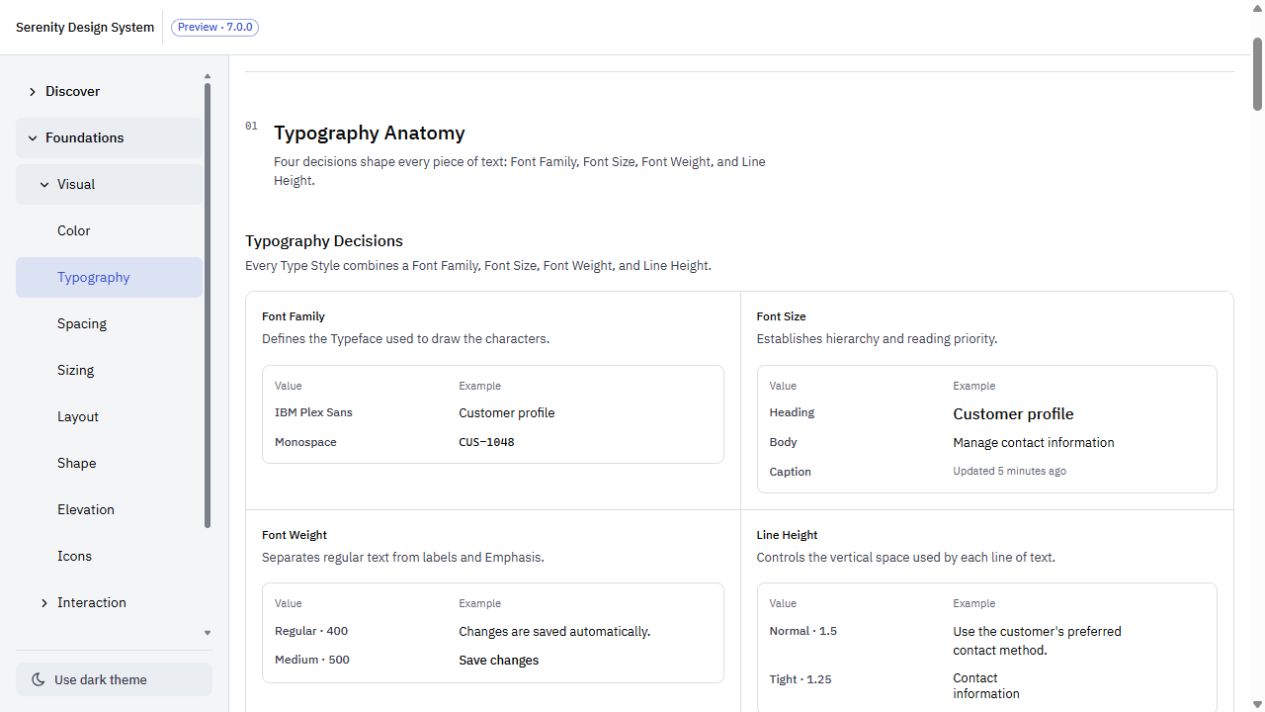 Serenity Design System
Preview · 7.0.0
Discover
Foundations
Visual
Color
Typography
Spacing
Sizing
Layout
Shape
Elevation
Icons
Interaction
Use dark theme
01
Typography Anatomy
Four decisions shape every piece of text: Font Family, Font Size, Font Weight, and Line
Height.
Typography Decisions
Every Type Style combines a Font Family, Font Size, Font Weight, and Line Height.
Font Family
Defines the Typeface used to draw the characters.
Value Example
IBM Plex Sans Customer profile
Monospace CUS-1048
Font Size
Establishes hierarchy and reading priority.
Value Example
Heading Customer profile
Body Manage contact information
Caption Updated 5 minutes ago
Font Weight
Separates regular text from labels and Emphasis.
Value Example
Regular · 400 Changes are saved automatically.
Medium · 500 Save changes
Line Height
Controls the vertical space used by each line of text.
Value Example
Normal · 1.5 Use the customer's preferred
contact method.
Tight · 1.25 Contact
information